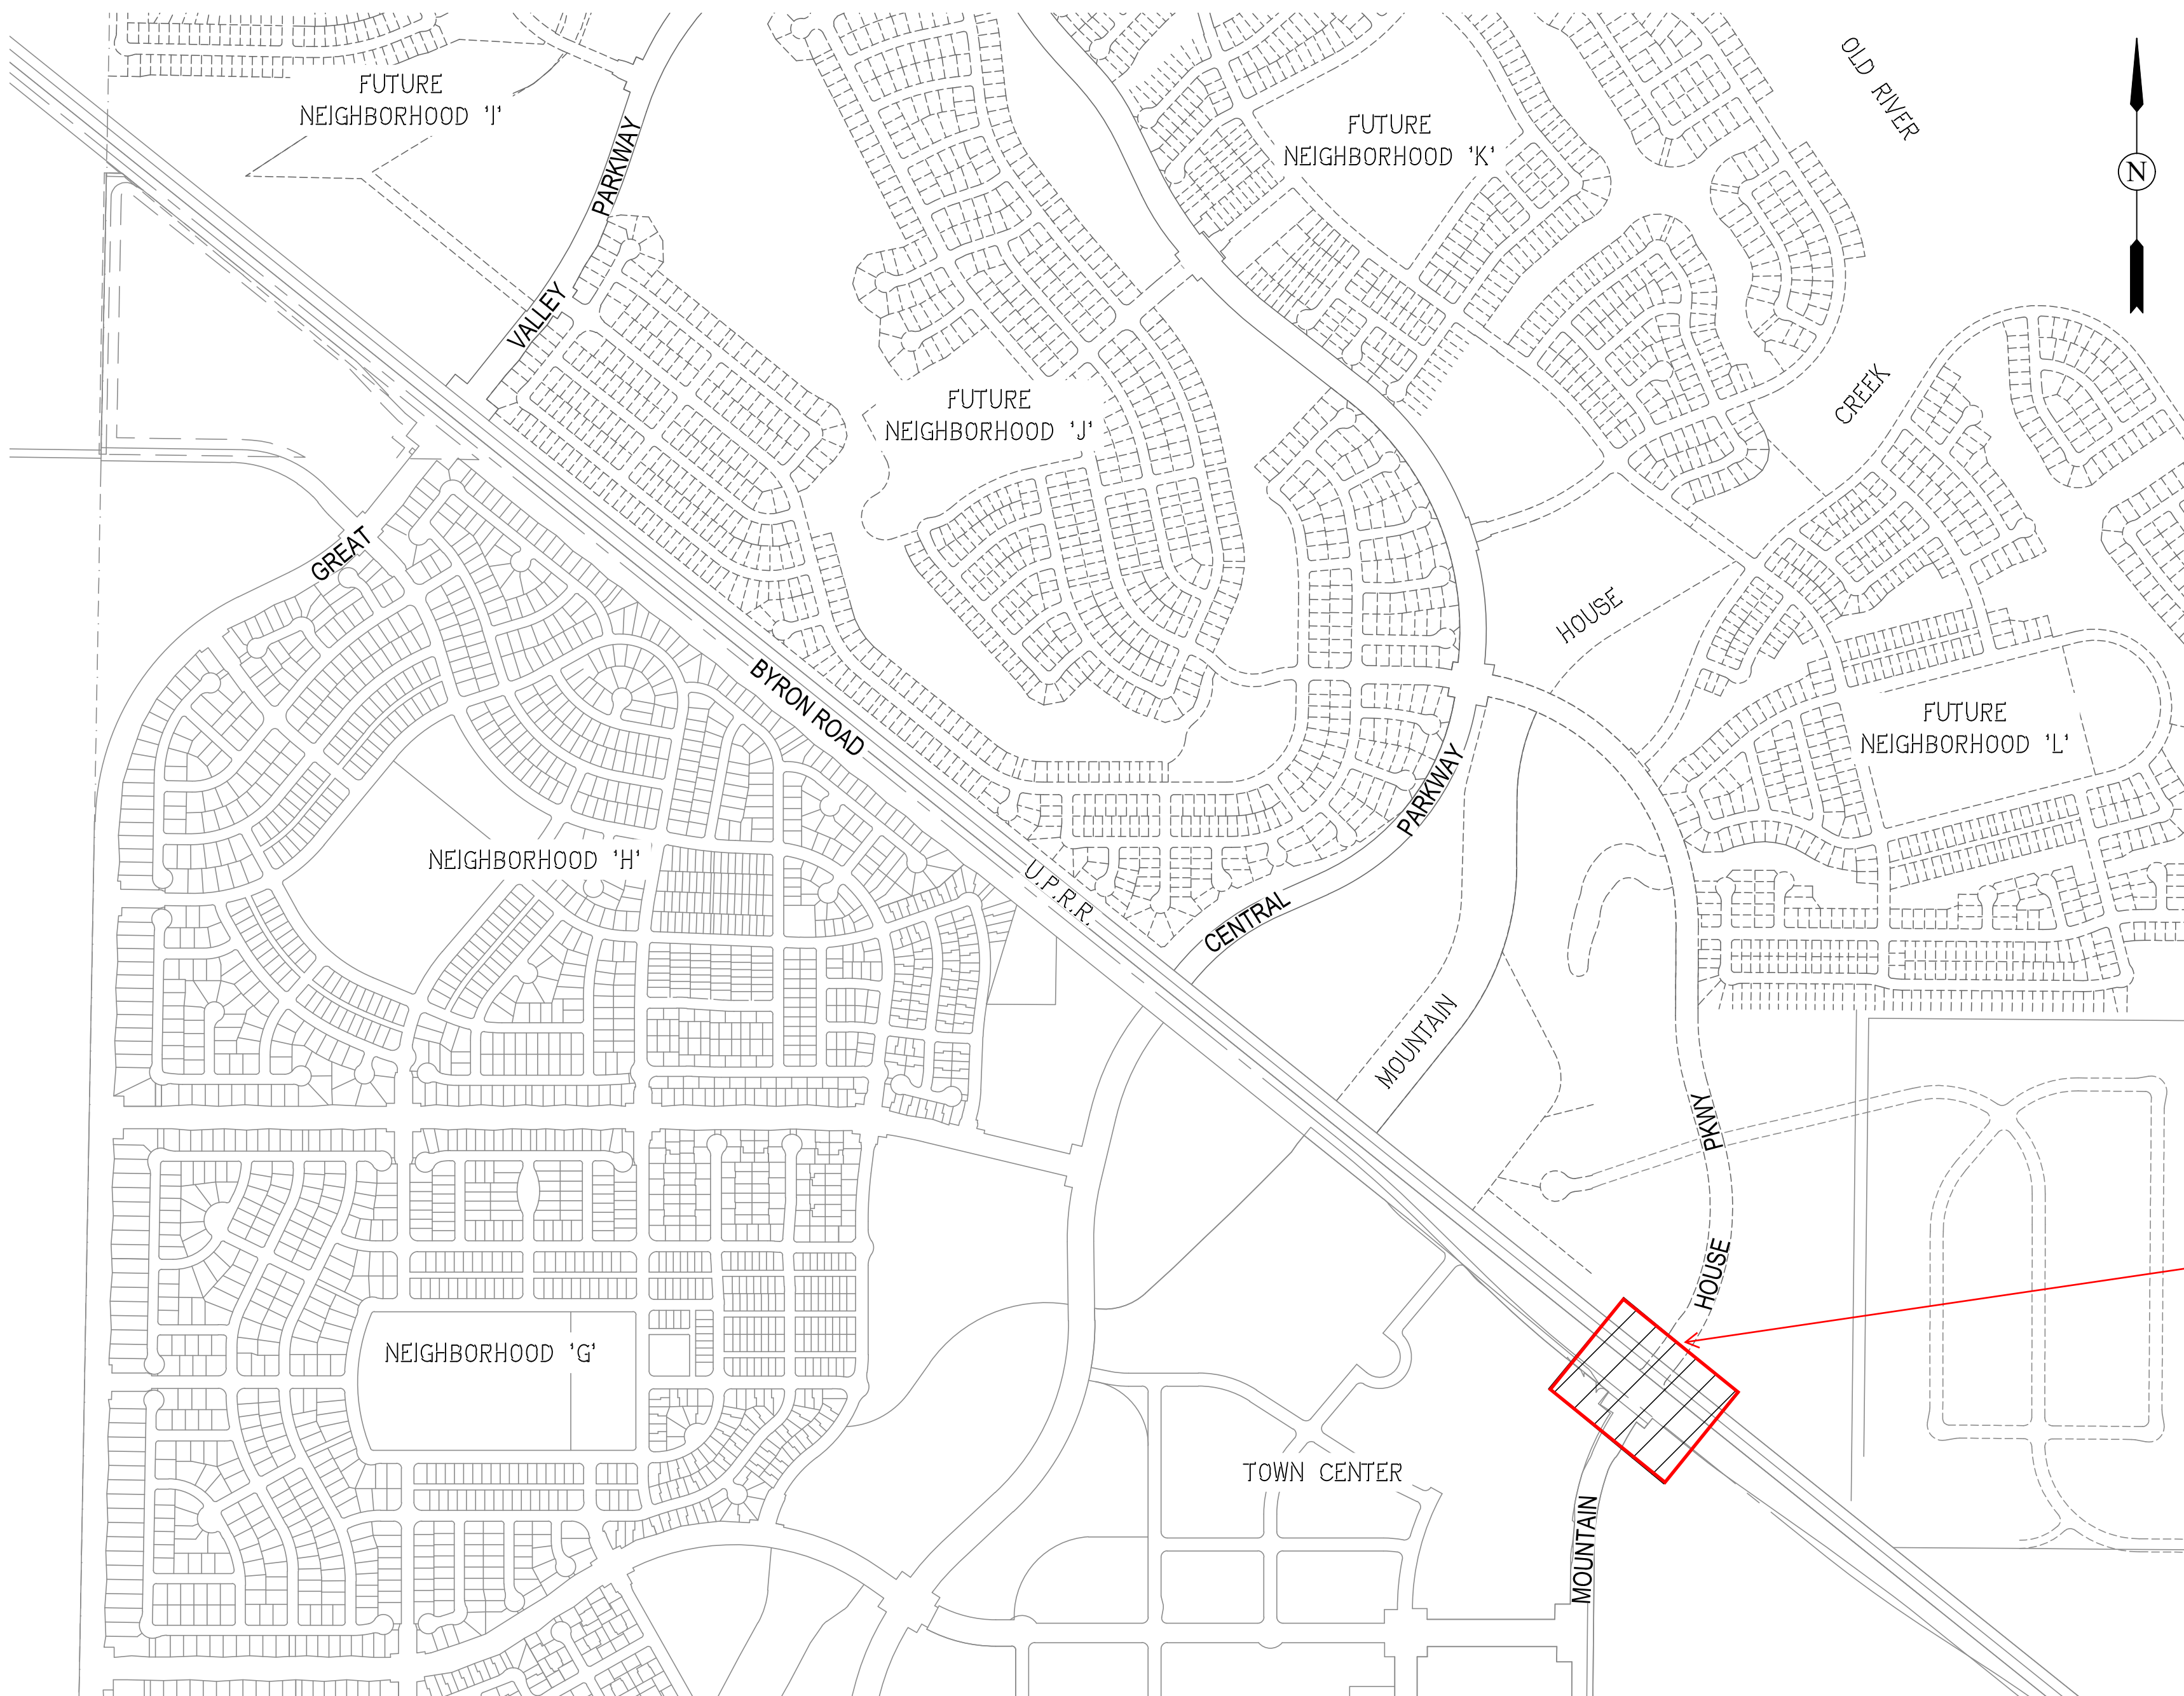 FUTURE
NEIGHBORHOOD 'I'
PARKWAY
VALLEY
GREAT
FUTURE
NEIGHBORHOOD 'K'
OLD RIVER
N
FUTURE
NEIGHBORHOOD 'J'
CREEK
HOUSE
MOUNTAIN
BYRON ROAD
U.P.R.R.
PARKWAY
CENTRAL
FUTURE
NEIGHBORHOOD 'L'
NEIGHBORHOOD 'H'
PKWY
HOUSE
MOUNTAIN
NEIGHBORHOOD 'G'
TOWN CENTER